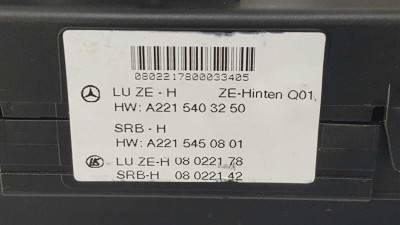 0802217800033405
LU ZE - H ZE-Hinten Q01
HW: A221 540 32 50
SRB - H
HW: A221 545 08 01
LU ZE-H 08 0221 78
SRB-H 08 0221 42